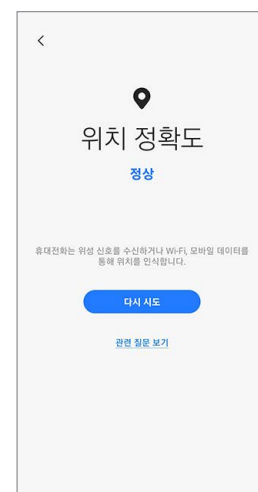 위치 정확도
정상
휴대전화는 위성 신호를 수신하거나 Wi-Fi, 모바일 데이터를
통해 위치를 인식합니다.
다시 시도
관련 질문 보기